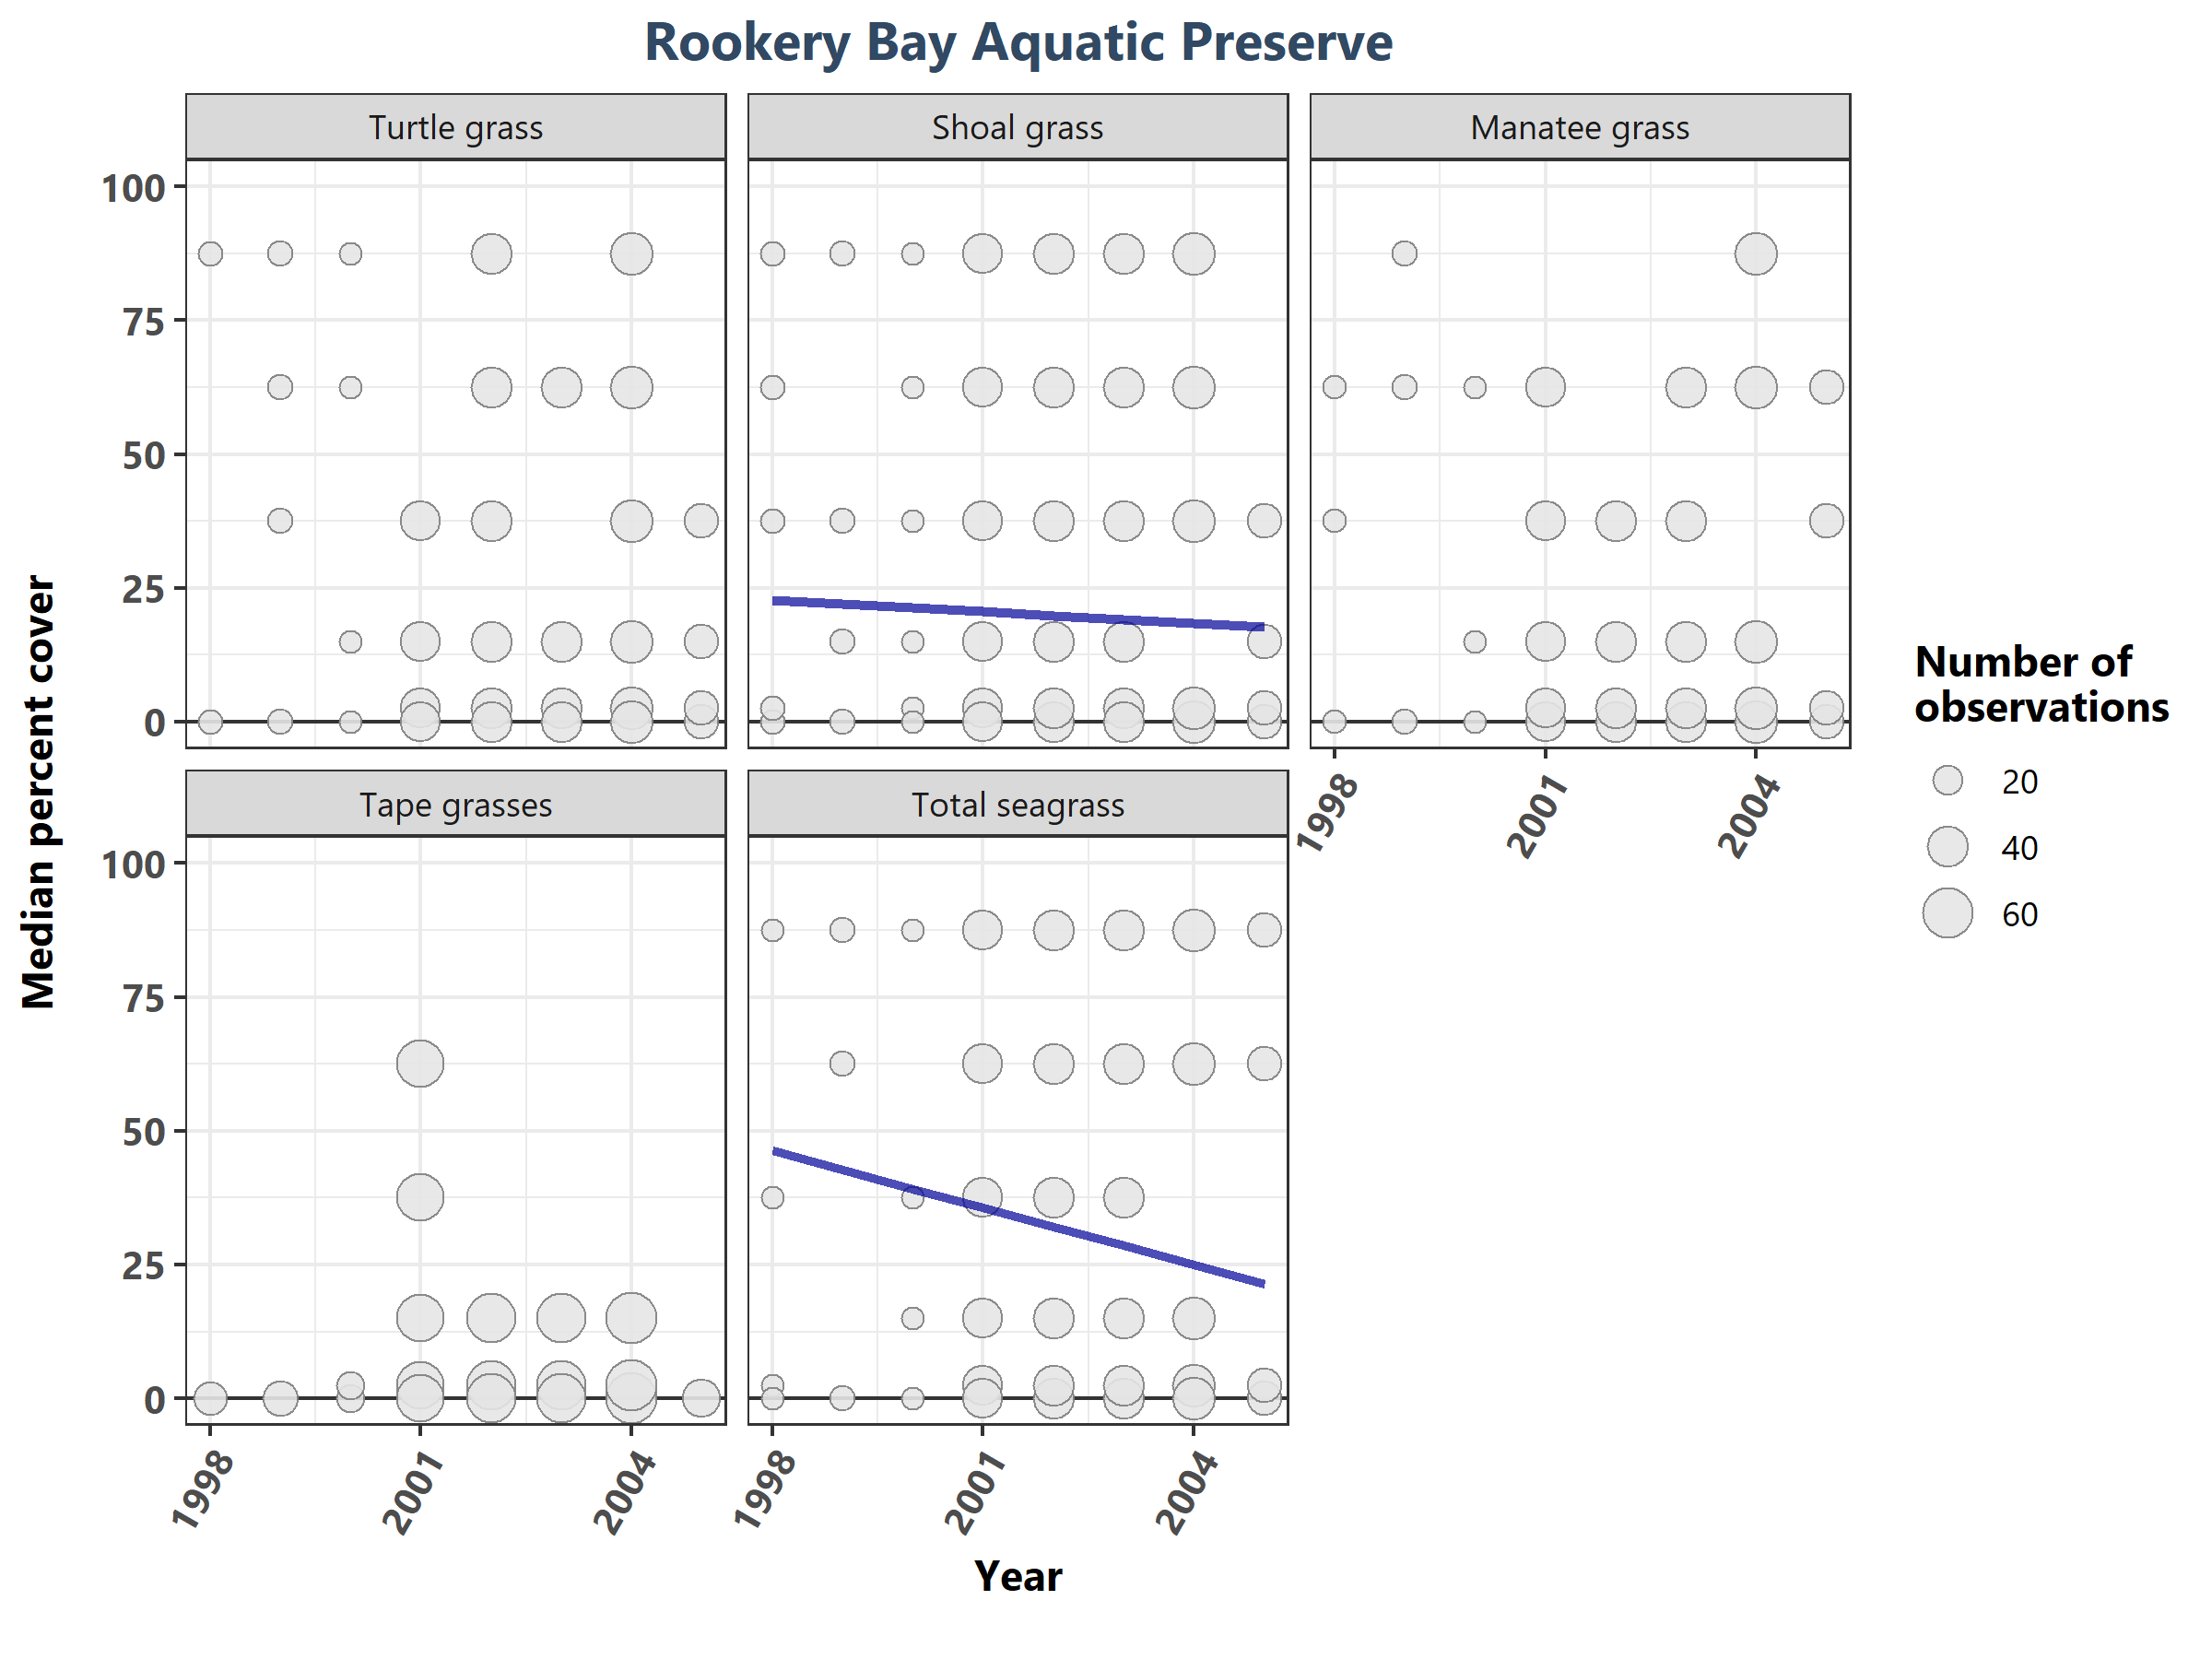 Rookery Bay Aquatic Preserve
Turtle grass
Shoal grass
Manatee grass
100
75
50
25
0
1998
2001
2004
Tape grasses
Total seagrass
100
75
50
25
0
1998
2001
2004
1998
2001
2004
Median percent cover
Year
Number of
observations
20
40
60